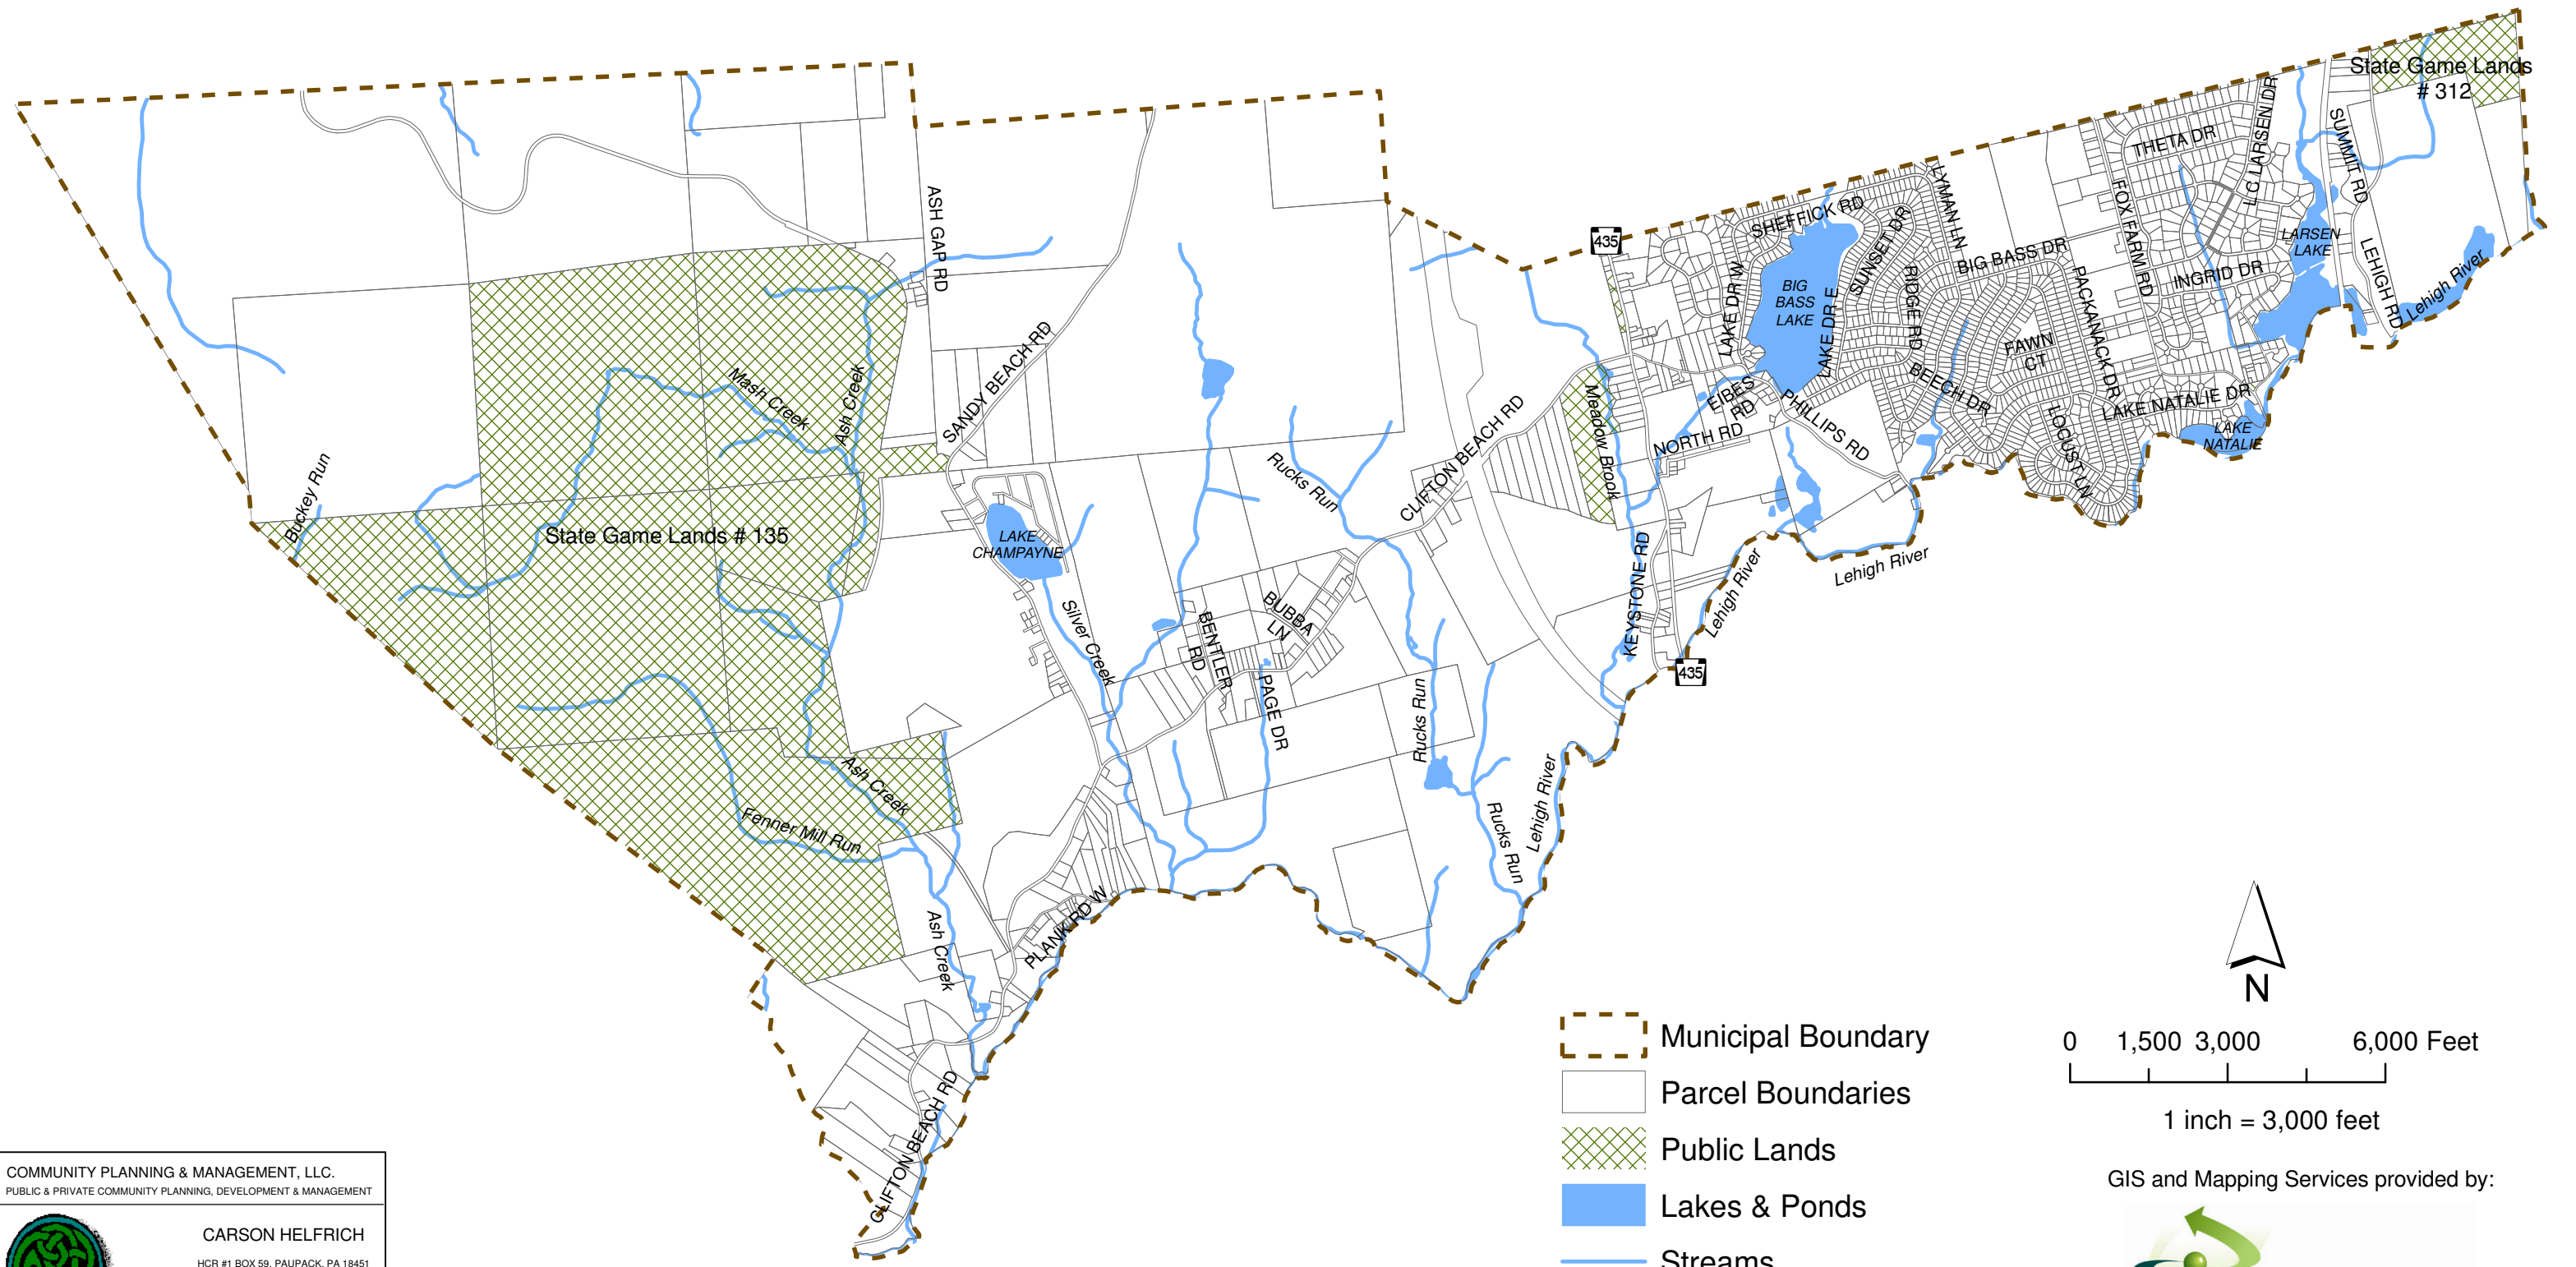 State Game Lands
# 312
THETA DR
LC LARSEN DR
SUMMIT RD
FOX FARM RD
INGRID DR
LARSEN
LAKE
LEHIGH RD
Lehigh River
435
SHEFFICK RD
LYMAN LN
SUNSET DR
BIG BASS DR
LAKE DR W
BIG
BASS
LAKE
LAKE DR E
RIDGE RD
PACKANACK DR
FAWN
CT
BEECH DR
LAKE NATALIE DR
LAKE
NATALIE
LOCUST LN
EIBES
RD
PHILLIPS RD
NORTH RD
Meadow Brook
KEYSTONE RD
Lehigh River
Lehigh River
435
ASH GAP RD
SANDY BEACH RD
Mash Creek
Ash Creek
Buckey Run
State Game Lands # 135
LAKE
CHAMPAYNE
Silver Creek
Rucks Run
CLIFTON BEACH RD
BUBBA
LN
BENTLER
RD
PAGE DR
Rucks Run
Rucks Run
Lehigh River
Ash Creek
Fenner Mill Run
PLANK RD W
Ash Creek
CLIFTON BEACH RD
N
Municipal Boundary
Parcel Boundaries
Public Lands
Lakes & Ponds
Streams
0 1,500 3,000 6,000 Feet
1 inch = 3,000 feet
GIS and Mapping Services provided by:
COMMUNITY PLANNING & MANAGEMENT, LLC.
PUBLIC & PRIVATE COMMUNITY PLANNING, DEVELOPMENT & MANAGEMENT
CARSON HELFRICH
HCR #1 BOX 59, PAUPACK, PA 18451